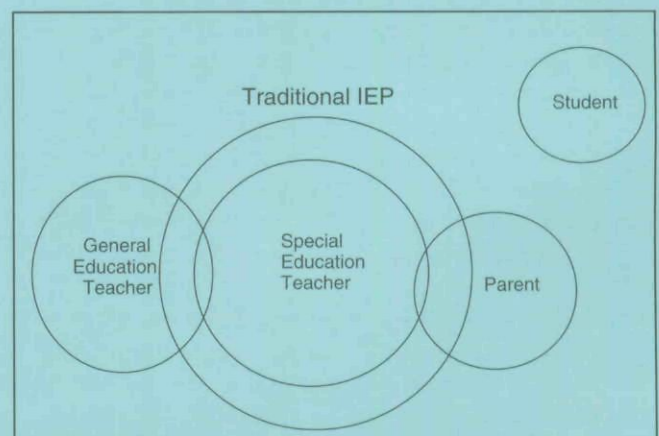 Traditional IEP
Student
General
Education
Teacher
Special
Education
Teacher
Parent